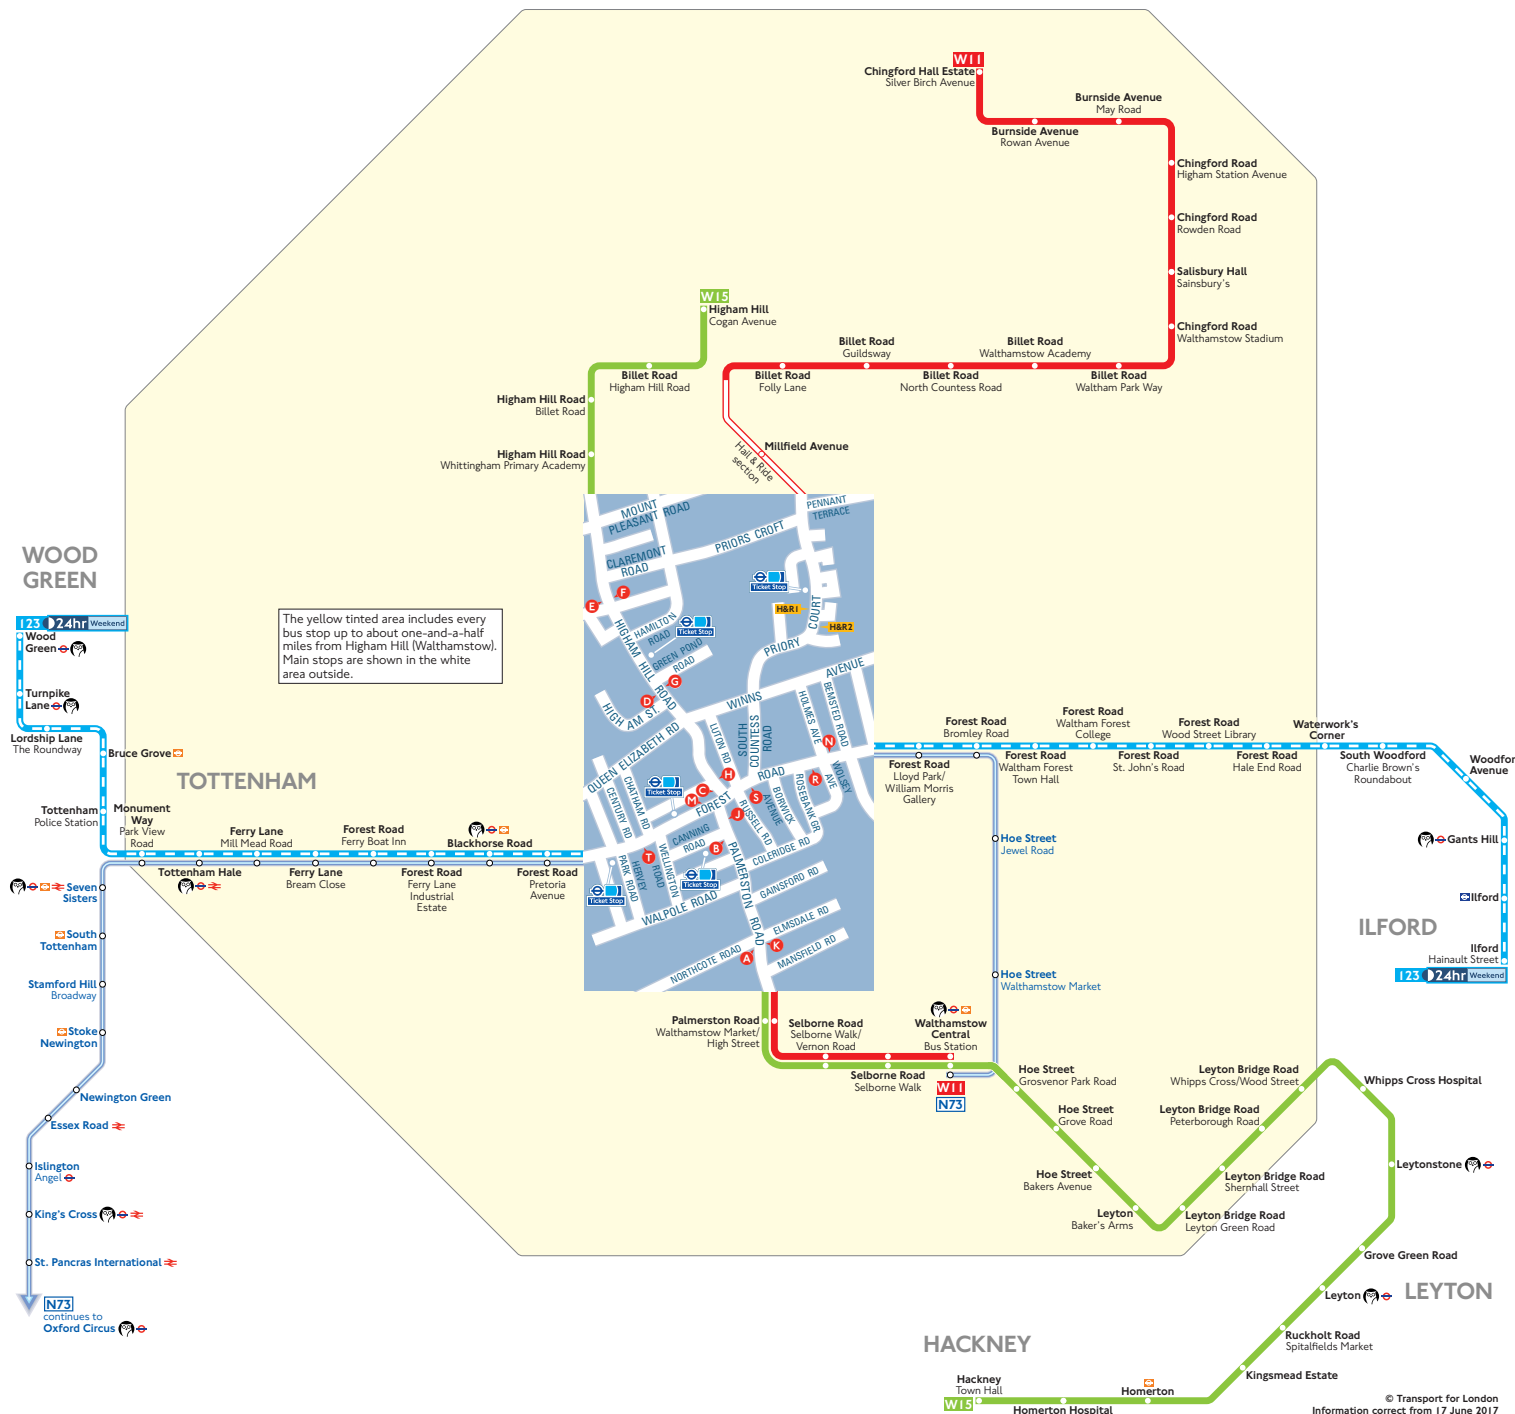 W11
Chingford Hall Estate
Silver Birch Avenue
Burnside Avenue
May Road
Burnside Avenue
Rowan Avenue
Chingford Road
Higham Station Avenue
Chingford Road
Rowden Road
Salisbury Hall
Sainsbury's
Chingford Road
Walthamstow Stadium
W15
Higham Hill
Cogan Avenue
Billet Road
Guildsway
Billet Road
Walthamstow Academy
Billet Road
Higham Hill Road
Billet Road
Folly Lane
Billet Road
North Countess Road
Billet Road
Waltham Park Way
Higham Hill Road
Billet Road
Higham Hill Road
Whittingham Primary Academy
Millfield Avenue
Hail & Ride
section
WOOD
GREEN
123 24hr Weekend
Wood
Green
Turnpike
Lane
Lordship Lane
The Roundway
Bruce Grove
TOTTENHAM
Tottenham
Police Station
Monument
Way
Park View
Road
Tottenham Hale
Ferry Lane
Mill Mead Road
Ferry Lane
Bream Close
Forest Road
Ferry Boat Inn
Forest Road
Ferry Lane
Industrial
Estate
Blackhorse Road
Forest Road
Pretoria
Avenue
The yellow tinted area includes every
bus stop up to about one-and-a-half
miles from Higham Hill (Walthamstow).
Main stops are shown in the white
area outside.
MOUNT
PLEASANT ROAD
PENNANT
TERRACE
PRIORS CROFT
CLAREMONT
ROAD
Ticket Stop
E
F
H&R1
H&R2
COURT
PRIORY
HAMILTON
ROAD
Ticket Stop
GREEN POND
ROAD
HIGHAM HILL ROAD
G
D
HIGHAM ST.
WINNS
AVENUE
HOLMES AVE
BEMSTED ROAD
SOUTH
COUNTESS
ROAD
LUTON RD
QUEEN ELIZABETH RD
N
H
ROAD
R
WOLSEY
AVE
Ticket Stop
CHATHAM RD
CENTURY RD
C
M
FOREST
S
J
RUSSELL RD
BORWICK
AVENUE
ROSEBANK GR.
CANNING
ROAD
B
COLERIDGE RD
T
PARK ROAD
HERVEY
ROAD
WELLINGTON
Ticket Stop
Ticket Stop
GAINSFORD RD
WALPOLE ROAD
PALMERSTON ROAD
ELMSDALE RD
NORTHCOTE ROAD
A
K
MANSFIELD RD
Forest Road
Lloyd Park/
William Morris
Gallery
Forest Road
Bromley Road
Forest Road
Waltham Forest
Town Hall
Forest Road
Waltham Forest
College
Forest Road
St. John's Road
Forest Road
Wood Street Library
Forest Road
Hale End Road
Waterwork's
Corner
South Woodford
Charlie Brown's
Roundabout
Avenue
Gants Hill
Ilford
ILFORD
Ilford
Hainault Street
123 24hr Weekend
Hoe Street
Jewel Road
Hoe Street
Walthamstow Market
Seven
Sisters
South
Tottenham
Stamford Hill
Broadway
Stoke
Newington
Newington Green
Essex Road
Islington
Angel
King's Cross
St. Pancras International
N73
continues to
Oxford Circus
Palmerston Road
Walthamstow Market/
High Street
Selborne Road
Selborne Walk/
Vernon Road
Walthamstow
Central
Bus Station
Selborne Road
Selborne Walk
W11
N73
Hoe Street
Grosvenor Park Road
Hoe Street
Grove Road
Hoe Street
Bakers Avenue
Leyton
Baker's Arms
Leyton Bridge Road
Whipps Cross/Wood Street
Leyton Bridge Road
Peterborough Road
Leyton Bridge Road
Shernhall Street
Leyton Bridge Road
Leyton Green Road
Whipps Cross Hospital
Leytonstone
Grove Green Road
Leyton
LEYTON
Ruckholt Road
Spitalfields Market
Kingsmead Estate
HACKNEY
Hackney
Town Hall
W15
Homerton Hospital
Homerton
© Transport for London
Information correct from 17 June 2017